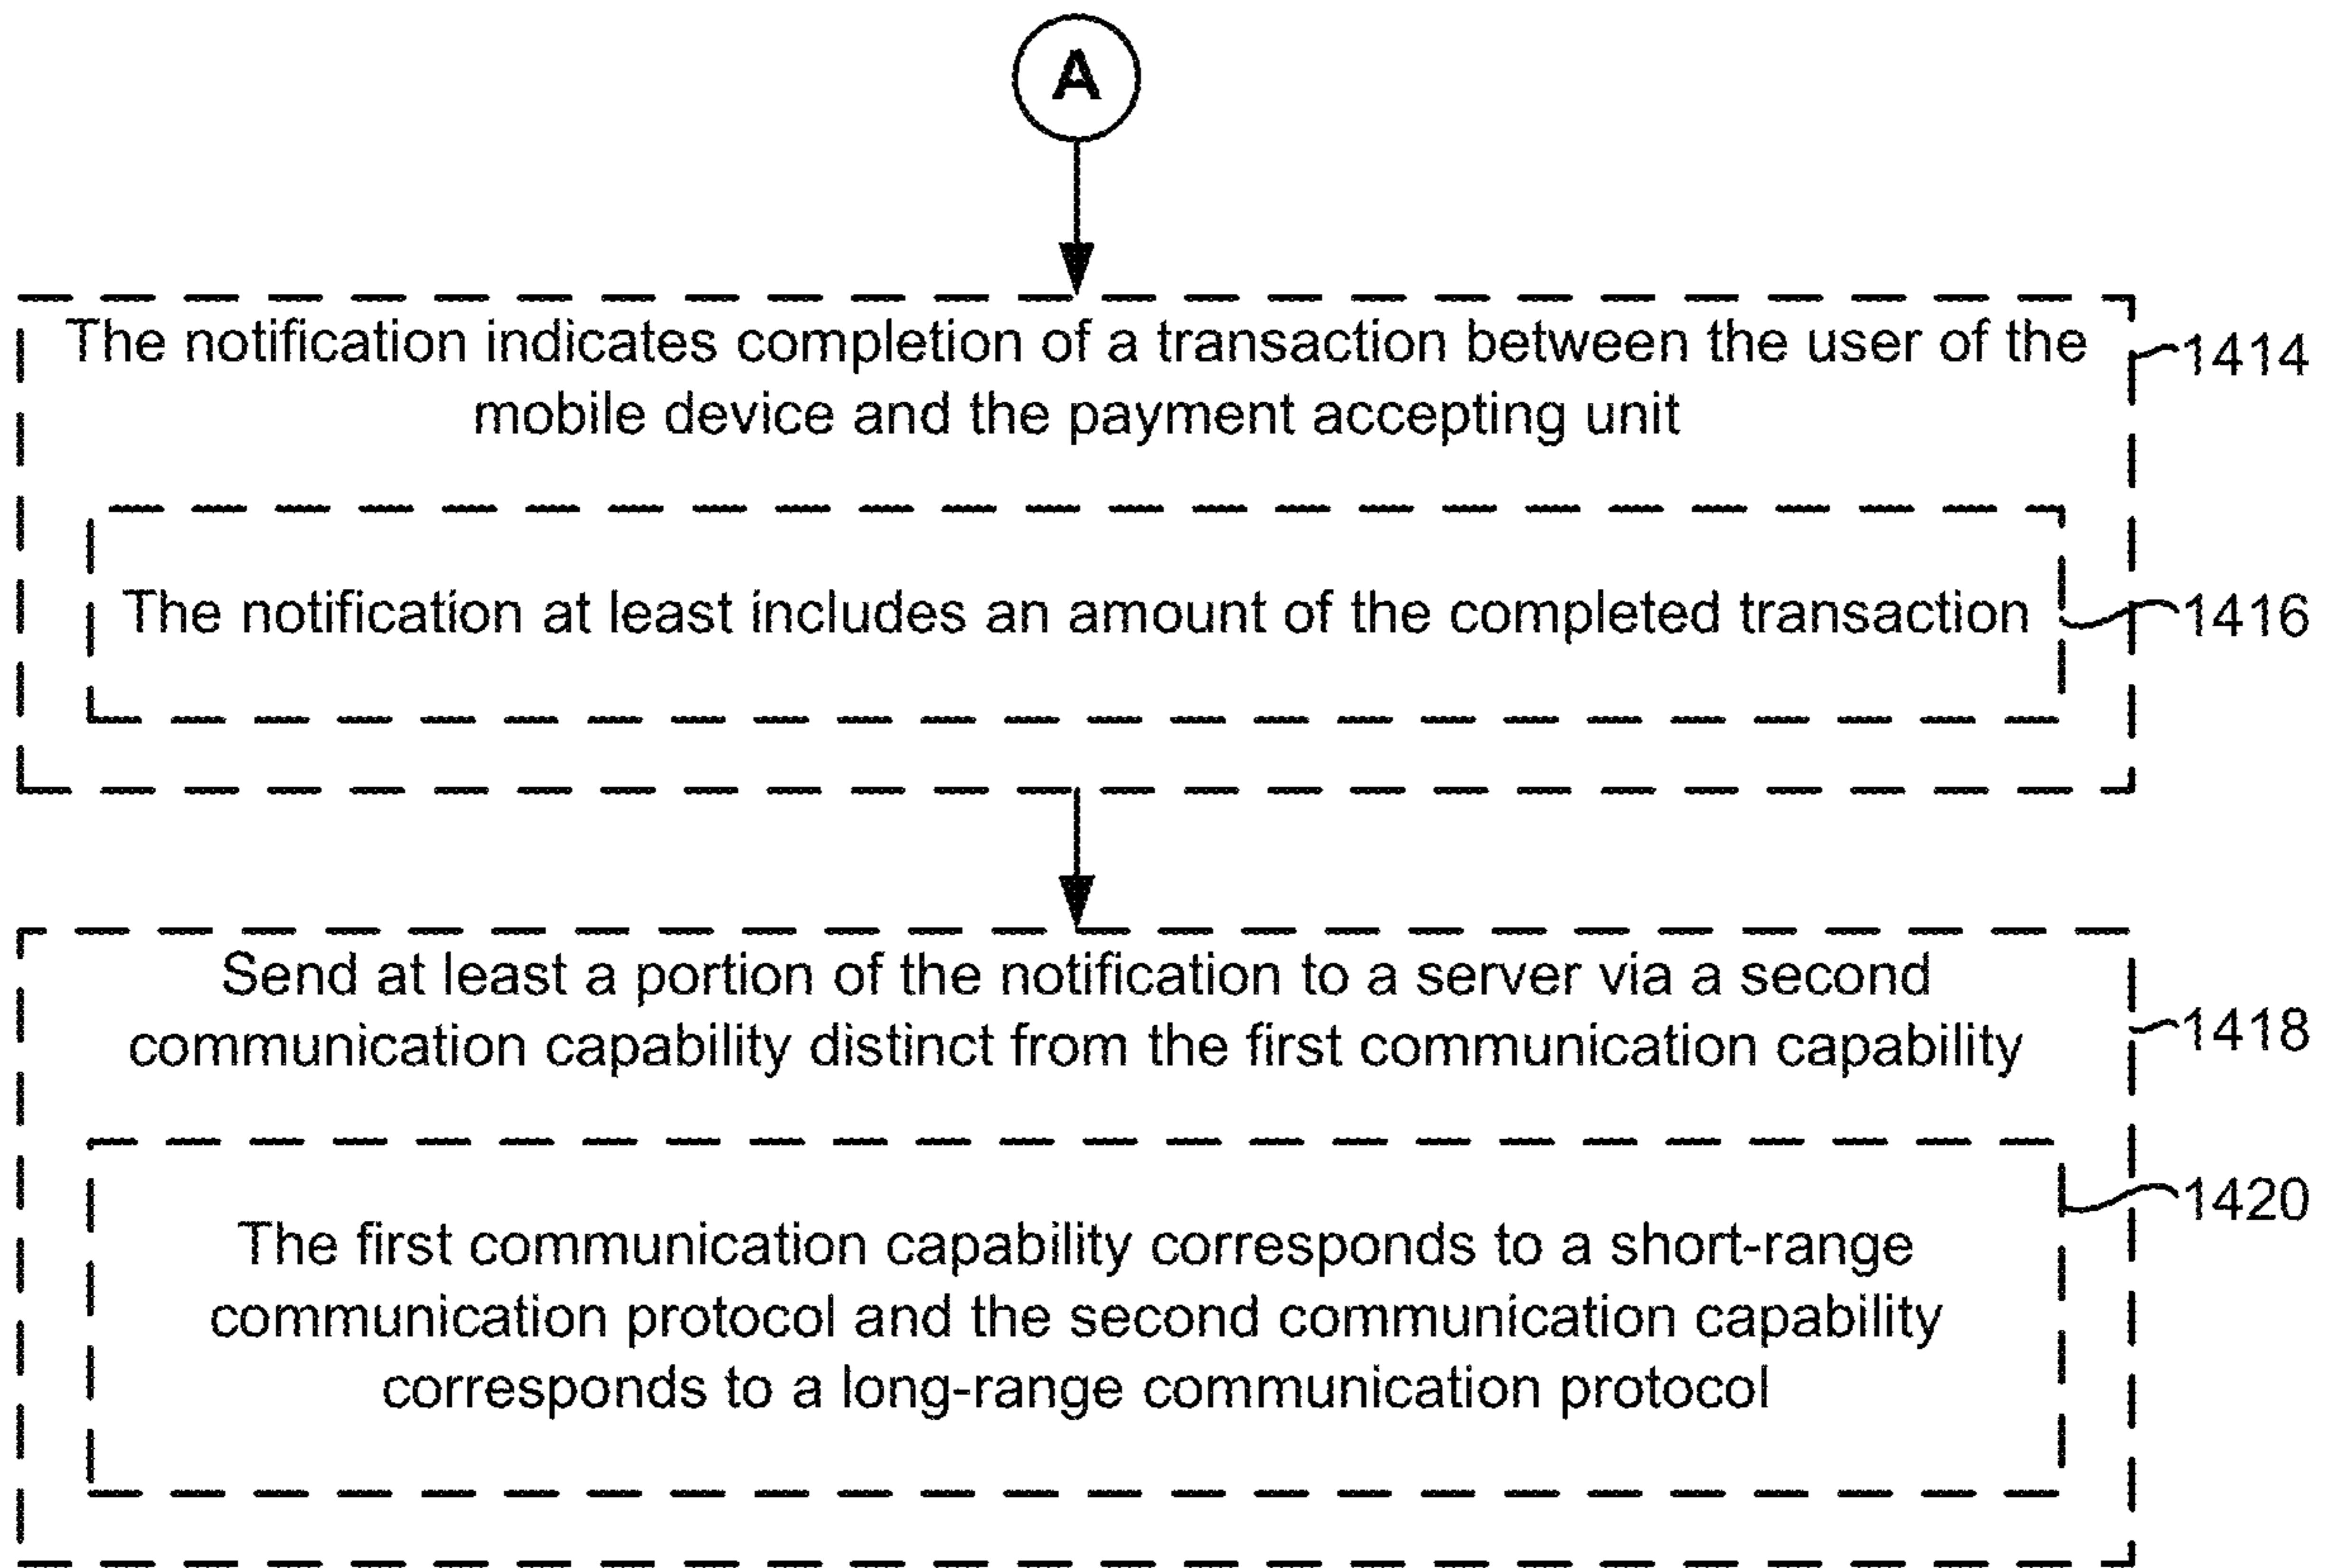 A
The notification indicates completion of a transaction between the user of the
mobile device and the payment accepting unit
1414
The notification at least includes an amount of the completed transaction
1416
Send at least a portion of the notification to a server via a second
communication capability distinct from the first communication capability
1418
The first communication capability corresponds to a short-range
communication protocol and the second communication capability
corresponds to a long-range communication protocol
1420